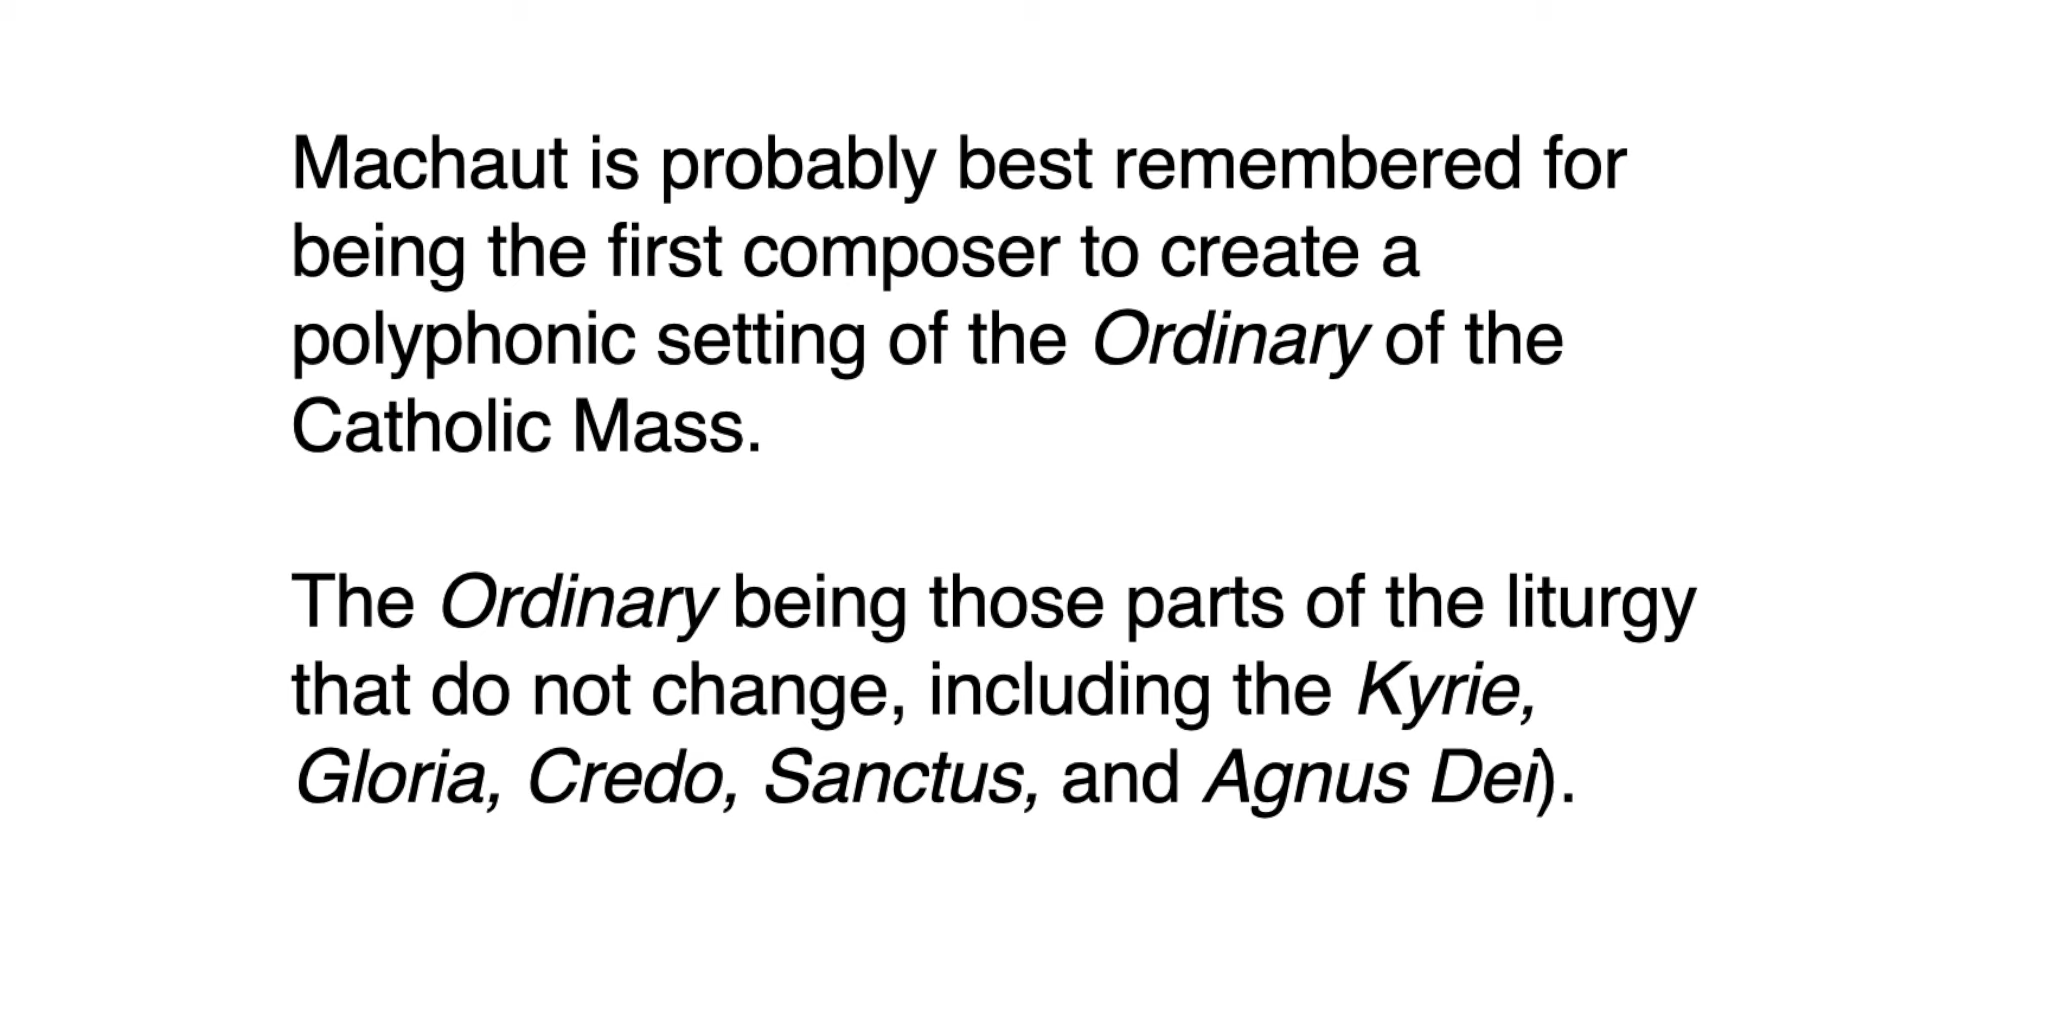 Machaut is probably best remembered for
being the first composer to create a
polyphonic setting of the Ordinary of the
Catholic Mass.
The Ordinary being those parts of the liturgy
that do not change, including the Kyrie,
Gloria, Credo, Sanctus, and Agnus Dei).